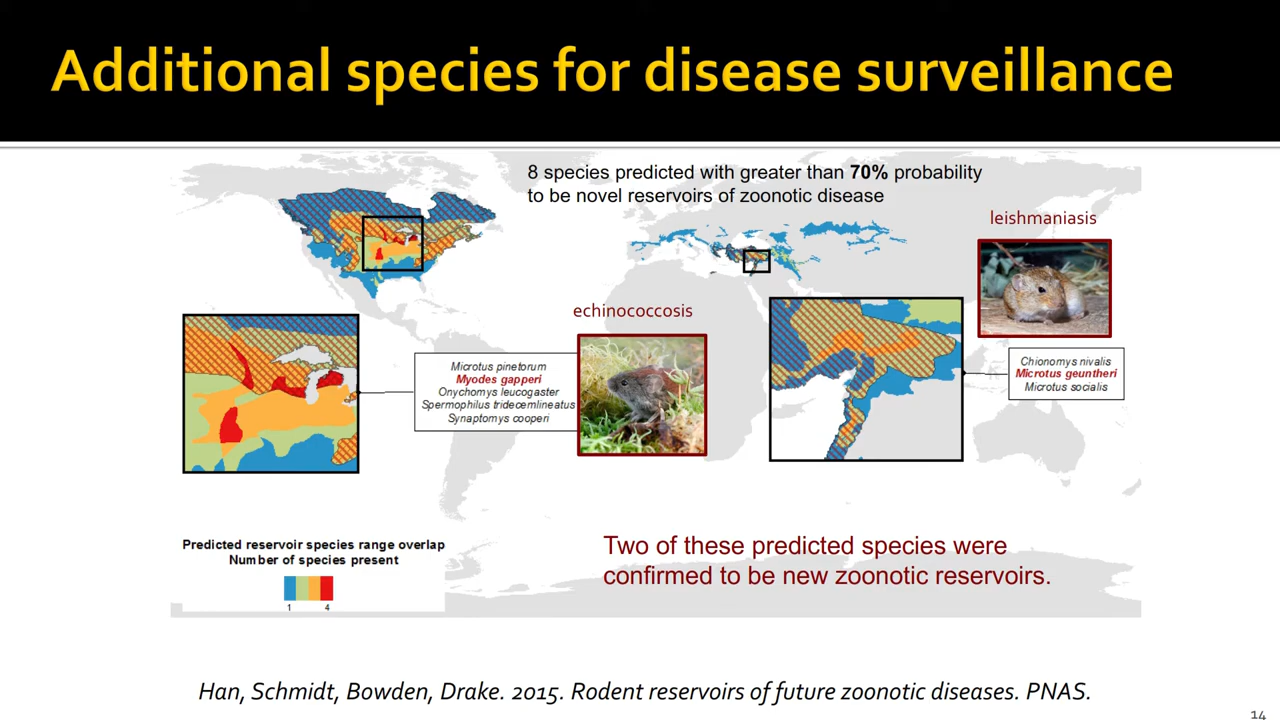 Additional species for disease surveillance
8 species predicted with greater than 70% probability
to be novel reservoirs of zoonotic disease
leishmaniasis
echinococcosis
Microtus pinetorum
Myodes gapperi
Onychomys leucogaster
Spermophilus tridecemlineatus
Synaptomys cooperi
Chionomys nivalis
Microtus geuntheri
Microtus socialis
Predicted reservoir species range overlap
Number of species present
1 4
Two of these predicted species were
confirmed to be new zoonotic reservoirs.
Han, Schmidt, Bowden, Drake. 2015. Rodent reservoirs of future zoonotic diseases. PNAS.
14